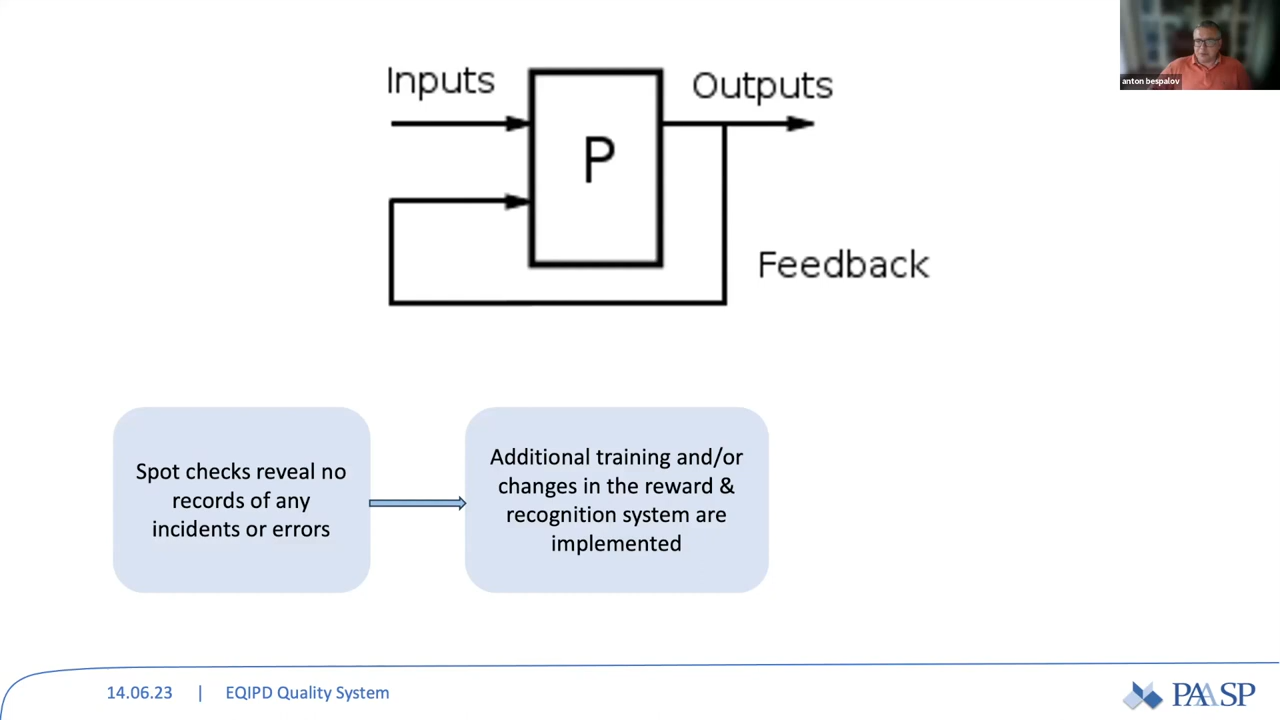 anton bespalov
Inputs
Outputs
P
Feedback
Spot checks reveal no
records of any
incidents or errors
Additional training and/or
changes in the reward &
recognition system are
implemented
14.06.23 | EQIPD Quality System
PAASP